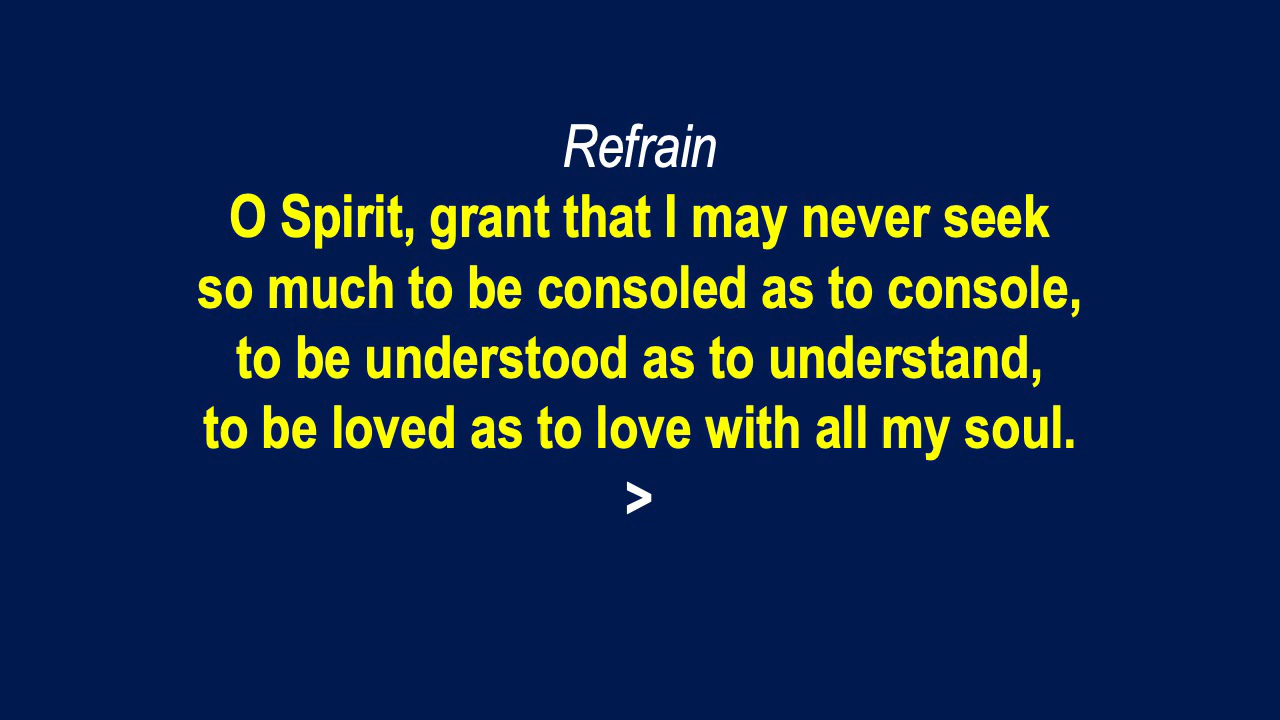 Refrain
O Spirit, grant that I may never seek
so much to be consoled as to console,
to be understood as to understand,
to be loved as to love with all my soul.
>